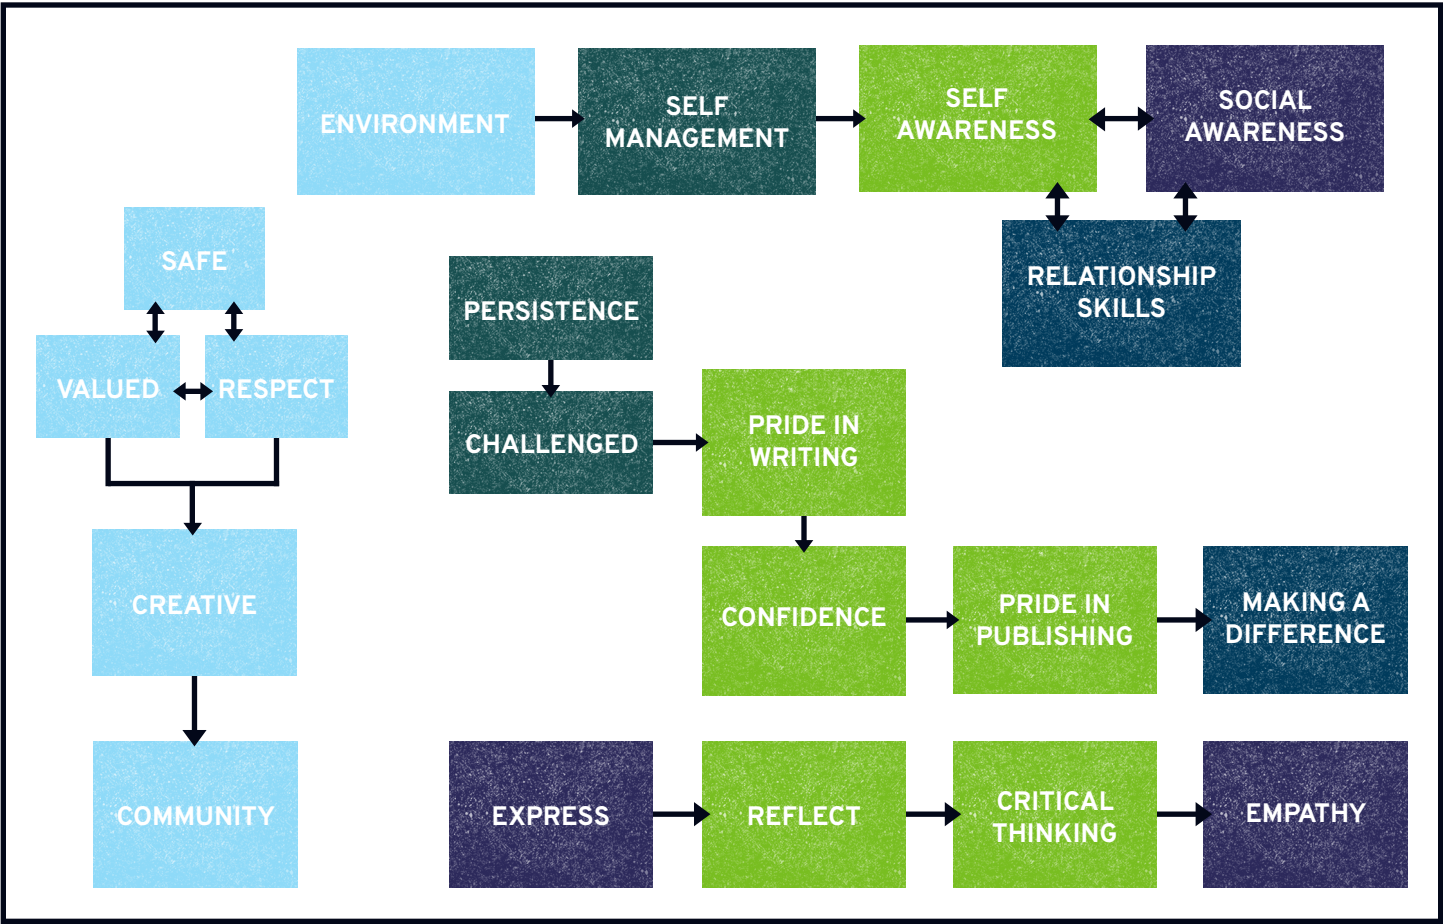 ENVIRONMENT
SELF
MANAGEMENT
SELF
AWARENESS
SOCIAL
AWARENESS
RELATIONSHIP
SKILLS
SAFE
VALUED
RESPECT
CREATIVE
COMMUNITY
PERSISTENCE
CHALLENGED
PRIDE IN
WRITING
CONFIDENCE
PRIDE IN
PUBLISHING
MAKING A
DIFFERENCE
EXPRESS
REFLECT
CRITICAL
THINKING
EMPATHY